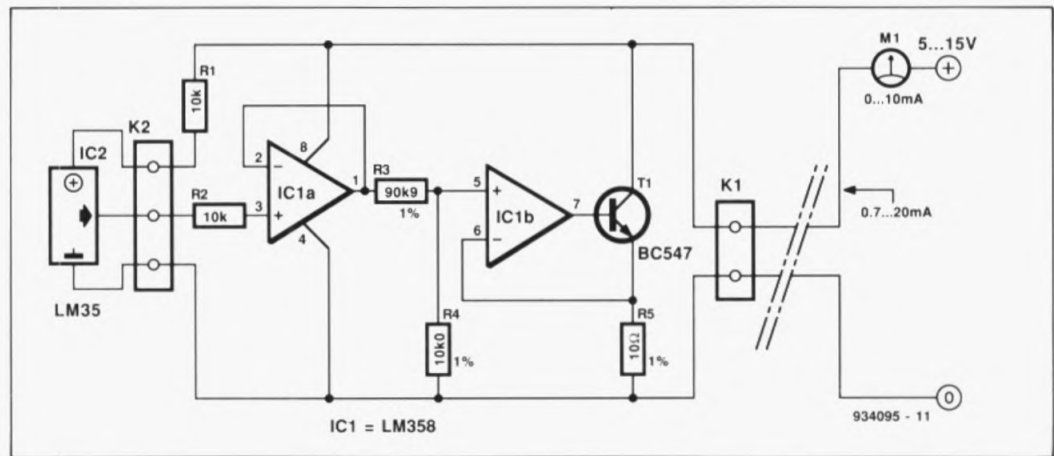 M1
5...15V
+
0...10mA
R1
10k
K2
IC2
+
LM35
R2
10k
2
−
3
+
8
4
1
IC1a
R3
90k9
1%
R4
10k0
1%
5
+
6
−
7
IC1b
T1
BC547
R5
10Ω
1%
K1
0.7...20mA
0
934095 - 11
IC1 = LM358